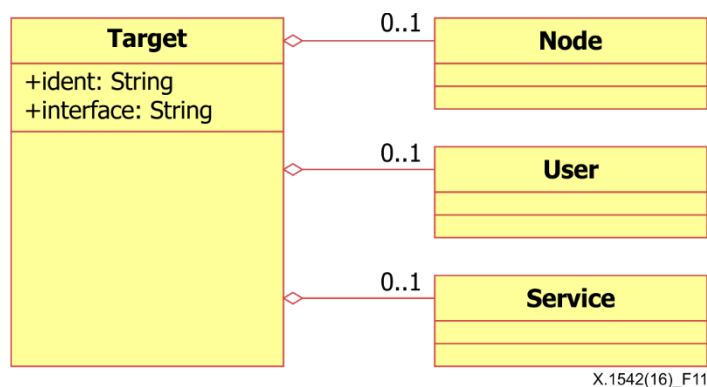 Target
+ident: String
+interface: String
0..1
Node
0..1
User
0..1
Service
X.1542(16)_F11